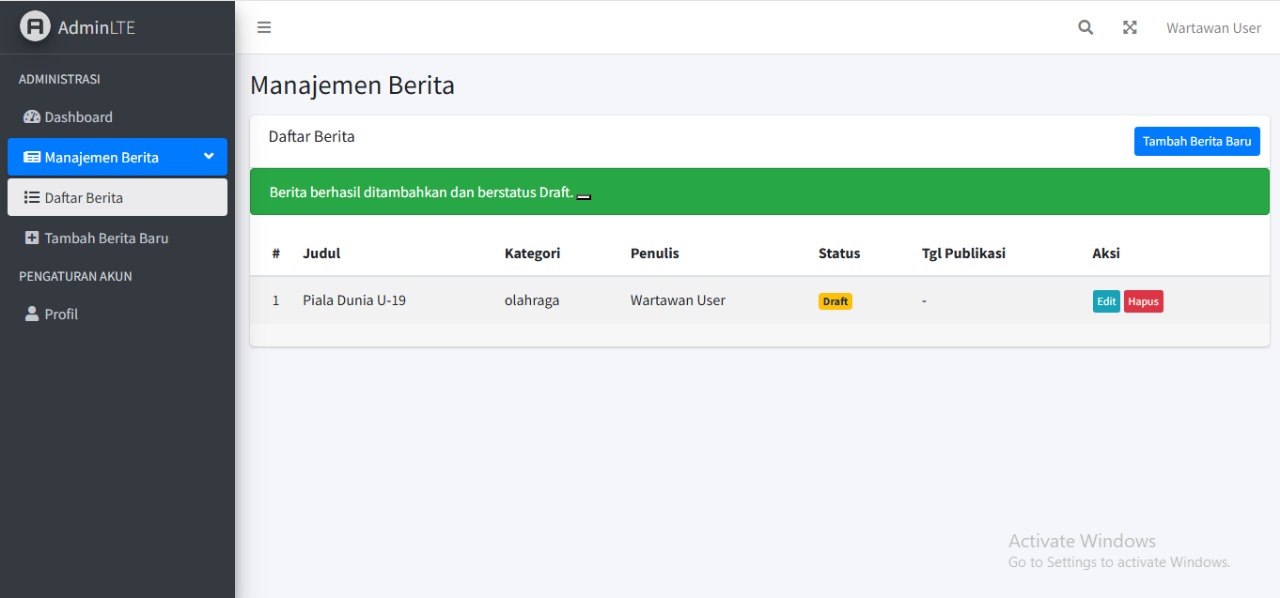 AdminLTE
Wartawan User
ADMINISTRASI
Dashboard
Manajemen Berita
Daftar Berita
Tambah Berita Baru
PENGATURAN AKUN
Profil
Manajemen Berita
Daftar Berita
Tambah Berita Baru
Berita berhasil ditambahkan dan berstatus Draft.
# Judul Kategori Penulis Status Tgl Publikasi Aksi
1 Piala Dunia U-19 olahraga Wartawan User Draft - Edit Hapus
Activate Windows
Go to Settings to activate Windows.